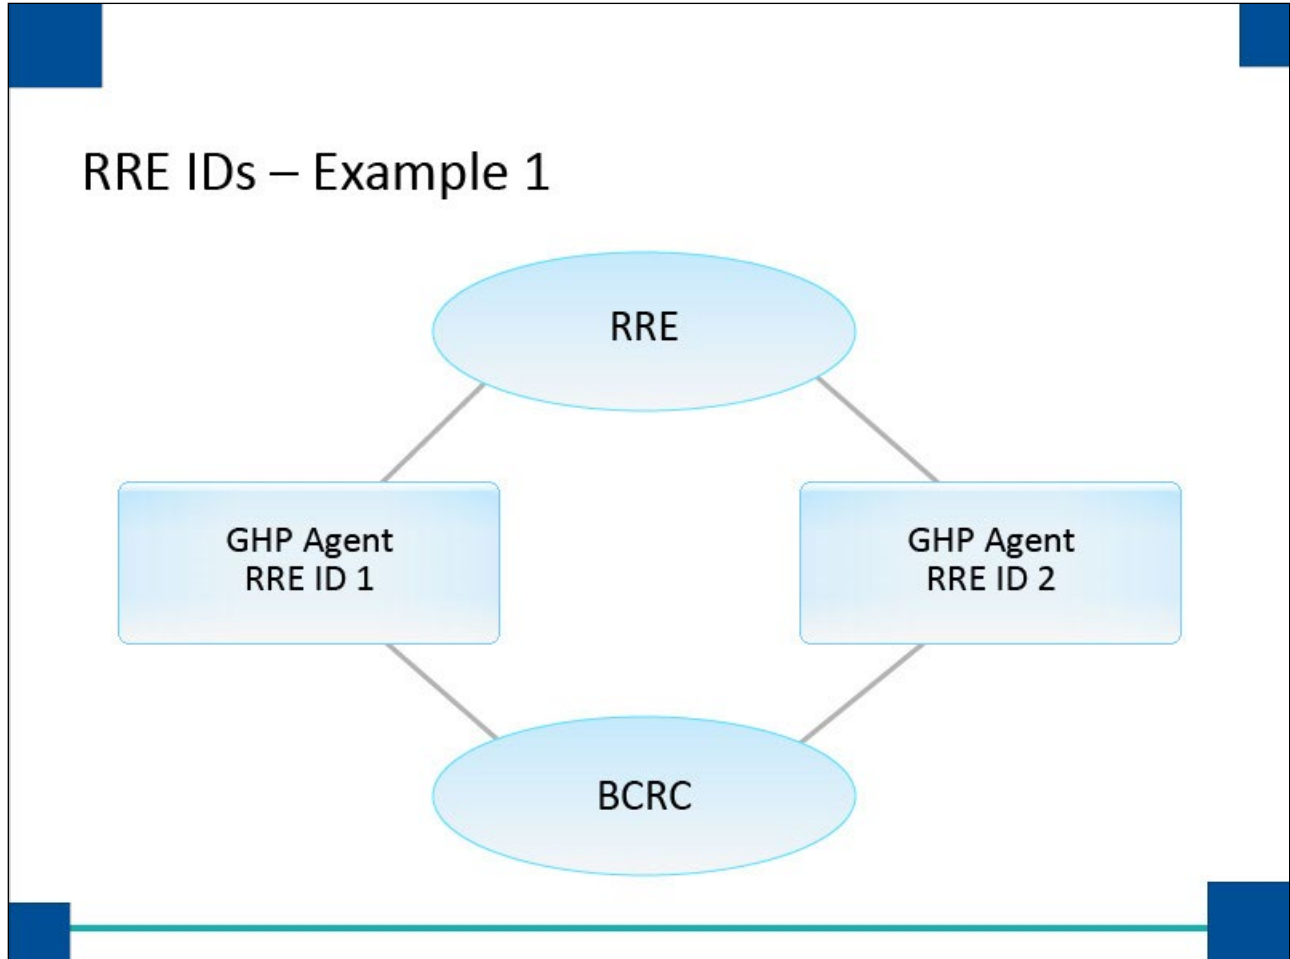 RRE IDs – Example 1
RRE
GHP Agent
RRE ID 1
GHP Agent
RRE ID 2
BCRC